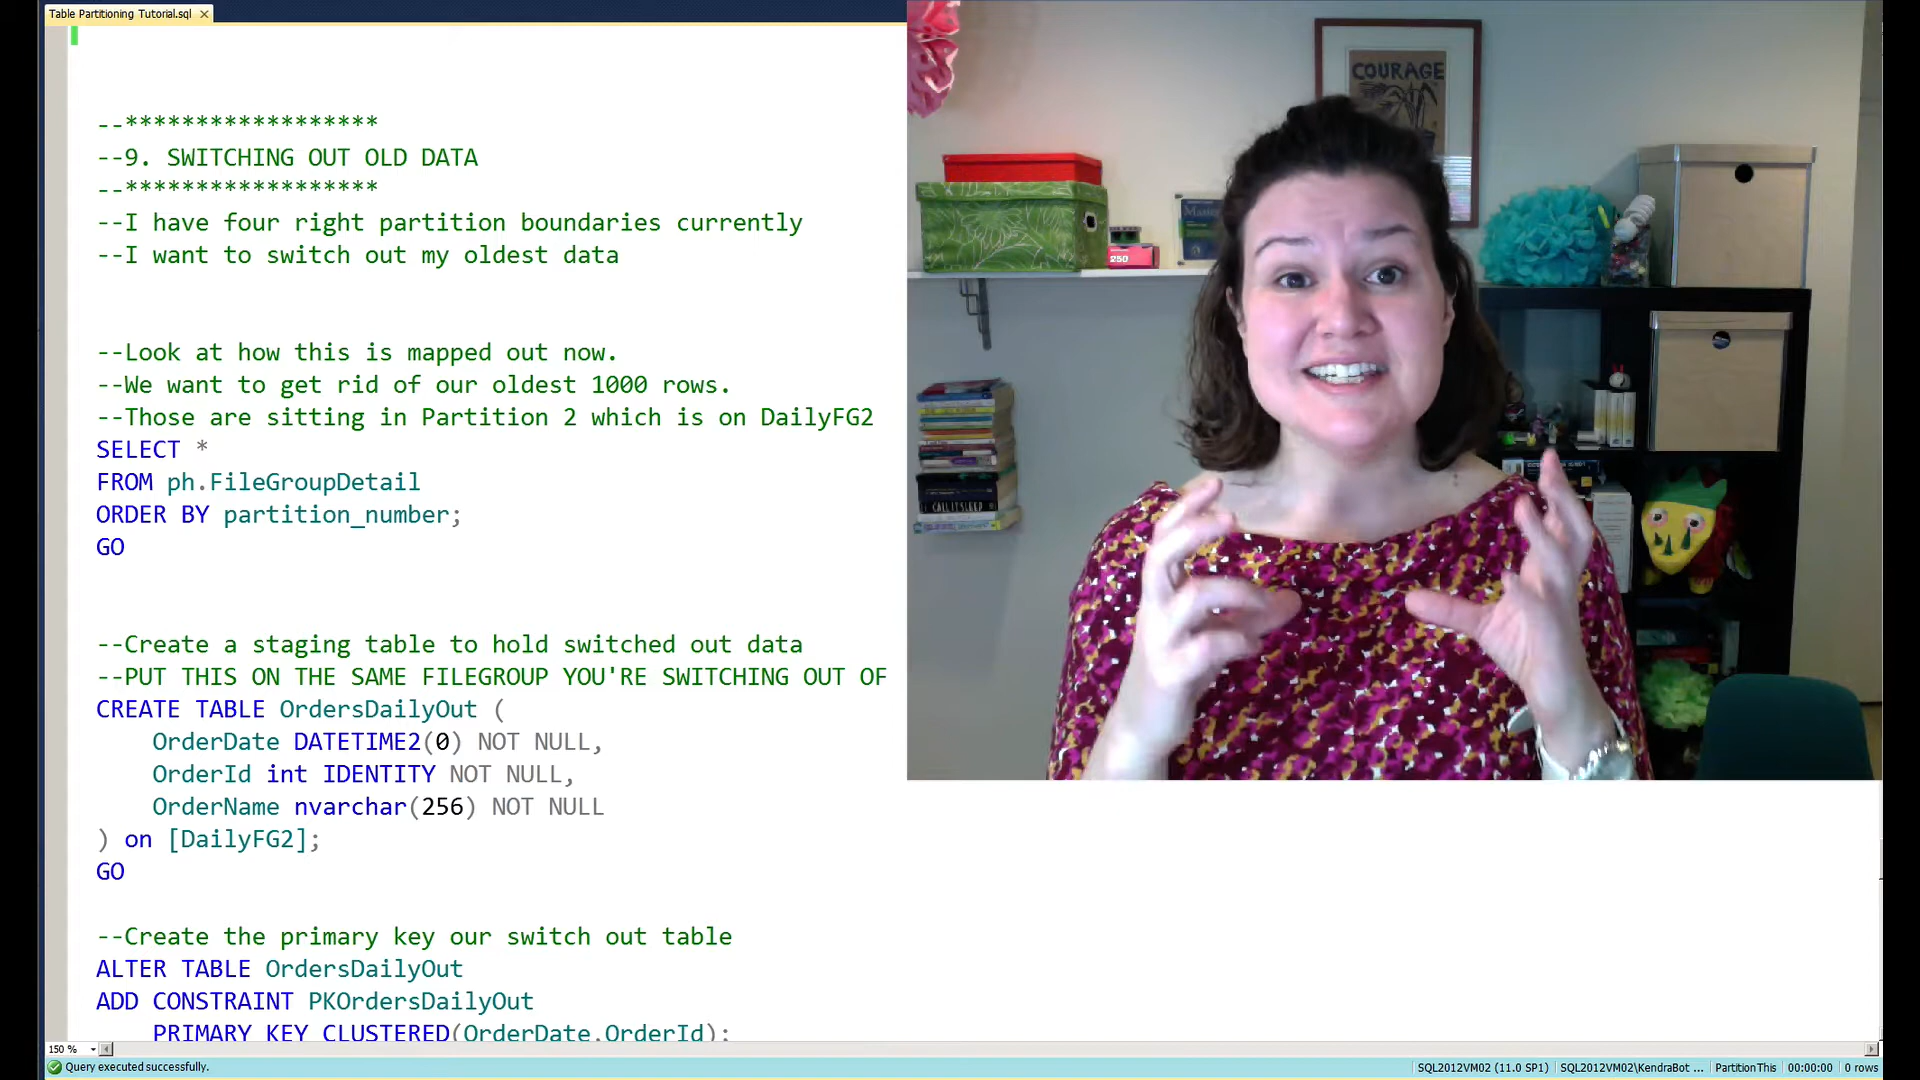 Table Partitioning Tutorial.sql
--******************
--9. SWITCHING OUT OLD DATA
--******************
--I have four right partition boundaries currently
--I want to switch out my oldest data
--Look at how this is mapped out now.
--We want to get rid of our oldest 1000 rows.
--Those are sitting in Partition 2 which is on DailyFG2
SELECT *
FROM ph.FileGroupDetail
ORDER BY partition_number;
GO
--Create a staging table to hold switched out data
--PUT THIS ON THE SAME FILEGROUP YOU'RE SWITCHING OUT OF
CREATE TABLE OrdersDailyOut (
OrderDate DATETIME2(0) NOT NULL,
OrderId int IDENTITY NOT NULL,
OrderName nvarchar(256) NOT NULL
) on [DailyFG2];
GO
--Create the primary key our switch out table
ALTER TABLE OrdersDailyOut
ADD CONSTRAINT PKOrdersDailyOut
PRIMARY KEY CLUSTERED(OrderDate,OrderId);
150 %
Query executed successfully.
SQL2012VM02 (11.0 SP1)
SQL2012VM02\KendraBot ...
PartitionThis
00:00:00
0 rows
COURAGE
250